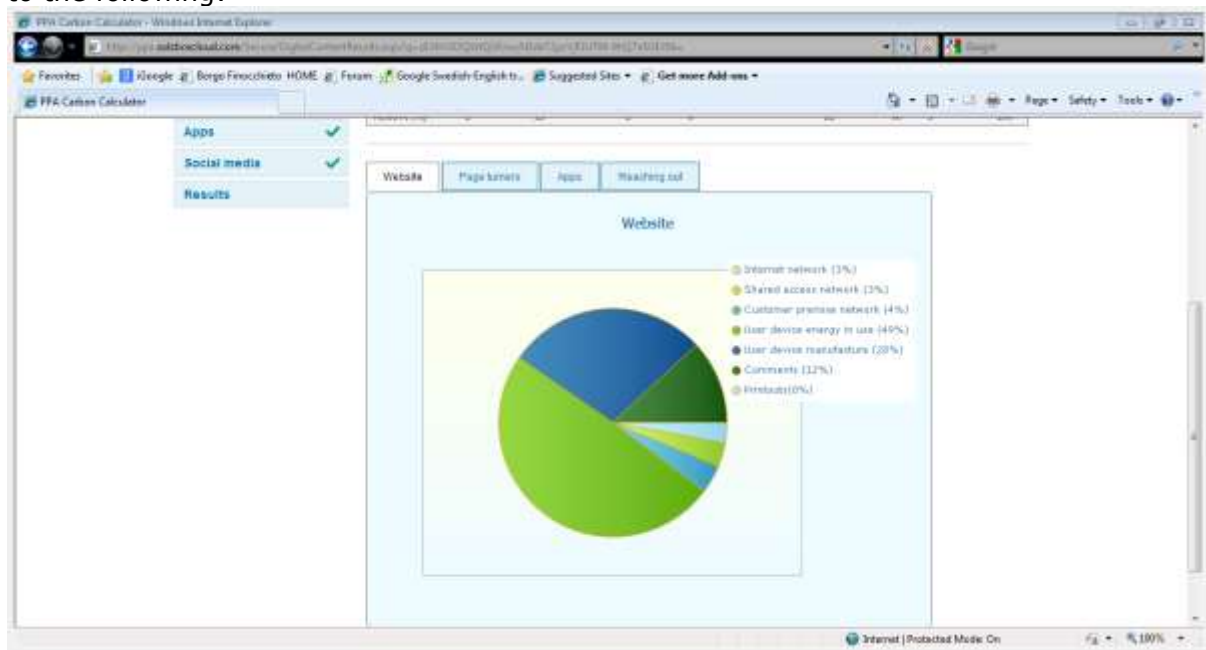 PPA Carbon Calculator - Windows Internet Explorer
Google
Favorites iGoogle Borgo Finocchieto HOME Forum Google Swedish-English tr... Suggested Sites Get more Add-ons
PPA Carbon Calculator
Page Safety Tools
Apps
Social media
Results
Website Page turners Apps Reaching out
Website
Internet network (3%)
Shared access network (3%)
Customer premise network (4%)
User device energy in use (49%)
User device manufacture (28%)
Comments (12%)
Printouts(0%)
Internet | Protected Mode: On
100%